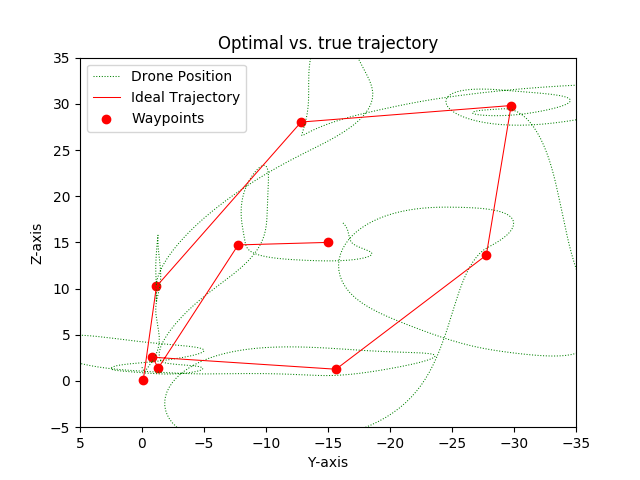 Optimal vs. true trajectory
Drone Position
Ideal Trajectory
Waypoints
35
30
25
20
15
10
5
0
−5
Z-axis
5 0 −5 −10 −15 −20 −25 −30 −35
Y-axis